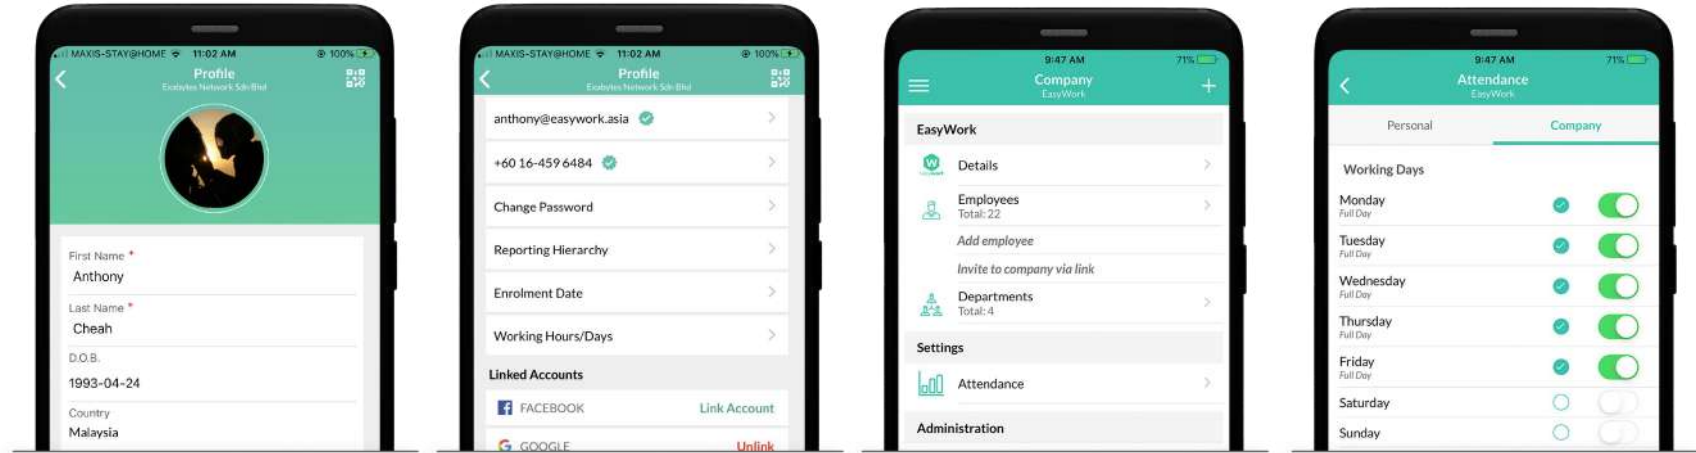 MAXIS-STAY@HOME 11:02 AM 100%
Profile
Exabytes Network Sdn Bhd
First Name *
Anthony
Last Name *
Cheah
D.O.B.
1993-04-24
Country
Malaysia
MAXIS-STAY@HOME 11:02 AM 100%
Profile
Exabytes Network Sdn Bhd
anthony@easywork.asia
+60 16-459 6484
Change Password
Reporting Hierarchy
Enrolment Date
Working Hours/Days
Linked Accounts
FACEBOOK Link Account
GOOGLE Unlink
9:47 AM 71%
Company
EasyWork
EasyWork
Details
Employees
Total: 22
Add employee
Invite to company via link
Departments
Total: 4
Settings
Attendance
Administration
9:47 AM 71%
Attendance
EasyWork
Personal Company
Working Days
Monday
Full Day
Tuesday
Full Day
Wednesday
Full Day
Thursday
Full Day
Friday
Full Day
Saturday
Sunday